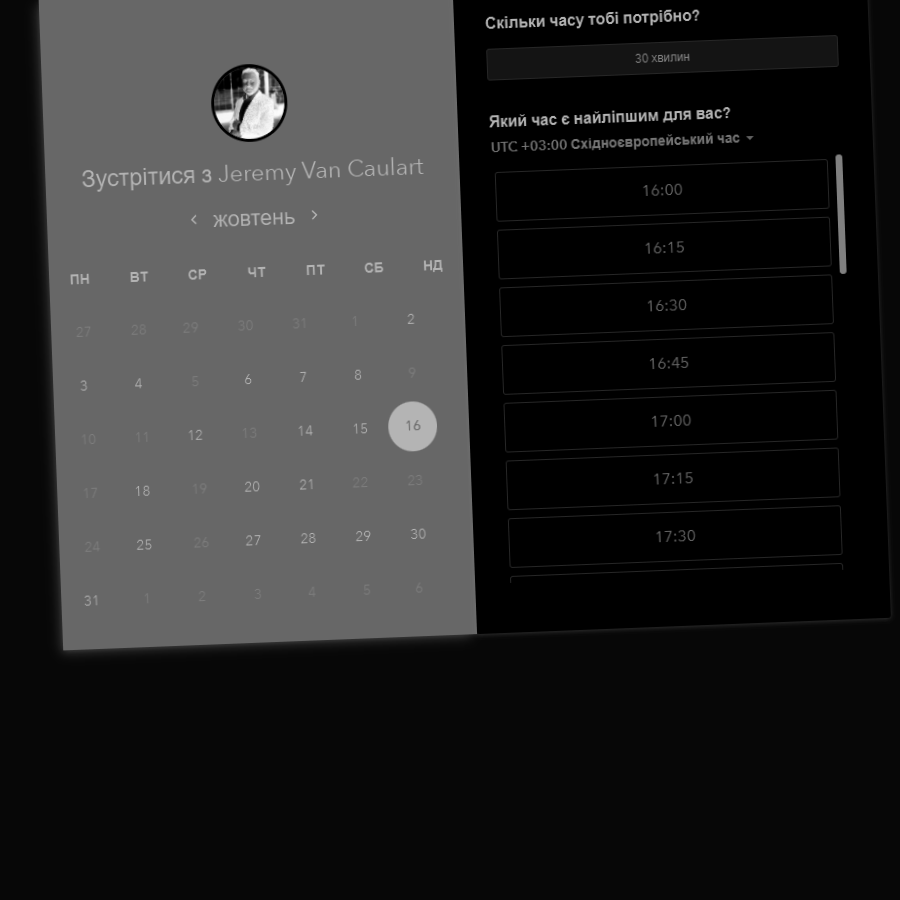 Зустрітися з Jeremy Van Caulart
‹ жовтень ›
ПН ВТ СР ЧТ ПТ СБ НД
27 28 29 30 31 1 2
3 4 5 6 7 8 9
10 11 12 13 14 15 16
17 18 19 20 21 22 23
24 25 26 27 28 29 30
31 1 2 3 4 5 6
Скільки часу тобі потрібно?
30 хвилин
Який час є найліпшим для вас?
UTC +03:00 Східноєвропейський час
16:00
16:15
16:30
16:45
17:00
17:15
17:30